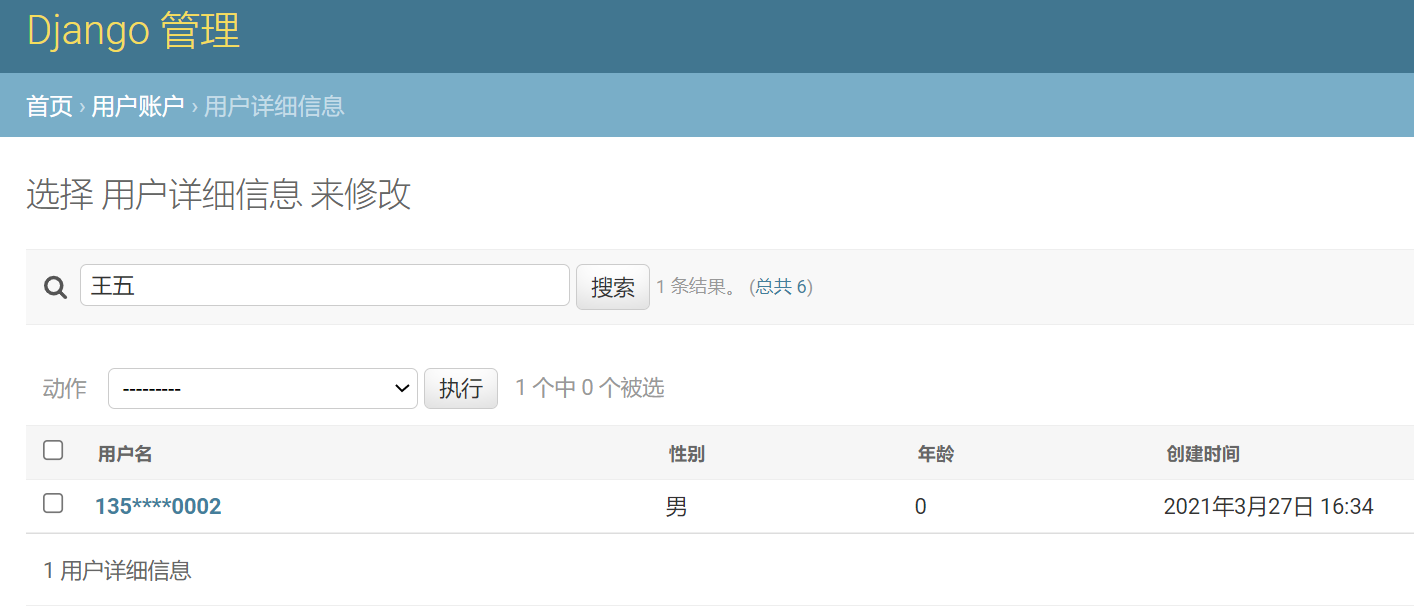 Django 管理
首页 › 用户账户 › 用户详细信息
选择 用户详细信息 来修改
王五 搜索 1 条结果。 (总共 6)
动作 --------- 执行 1 个中 0 个被选
用户名 性别 年龄 创建时间
135****0002 男 0 2021年3月27日 16:34
1 用户详细信息